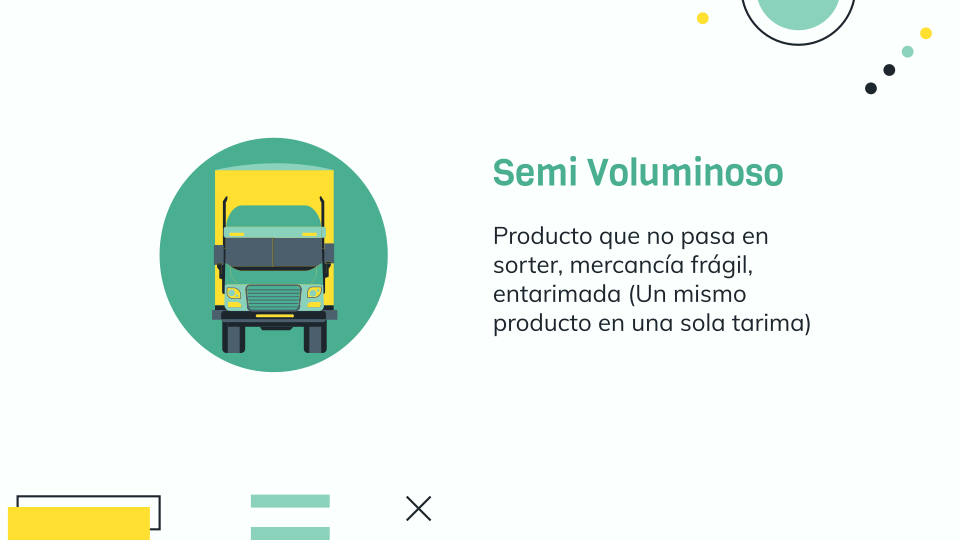 Semi Voluminoso
Producto que no pasa en
sorter, mercancía frágil,
entarimada (Un mismo
producto en una sola tarima)